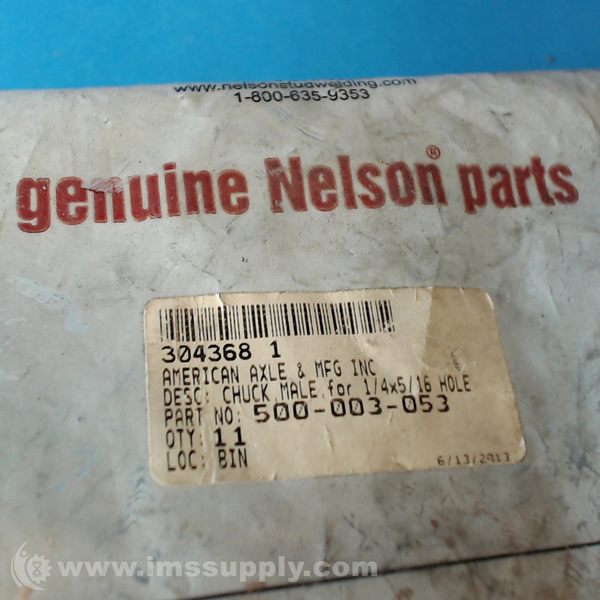 www.nelsonstudwelding.com
1-800-635-9353
genuine Nelson® parts
304368 1
AMERICAN AXLE & MFG INC
DESC: CHUCK MALE for 1/4x5/16 HOLE
PART NO: 500-003-053
QTY: 11
LOC: BIN
6/13/2013
www.imssupply.com